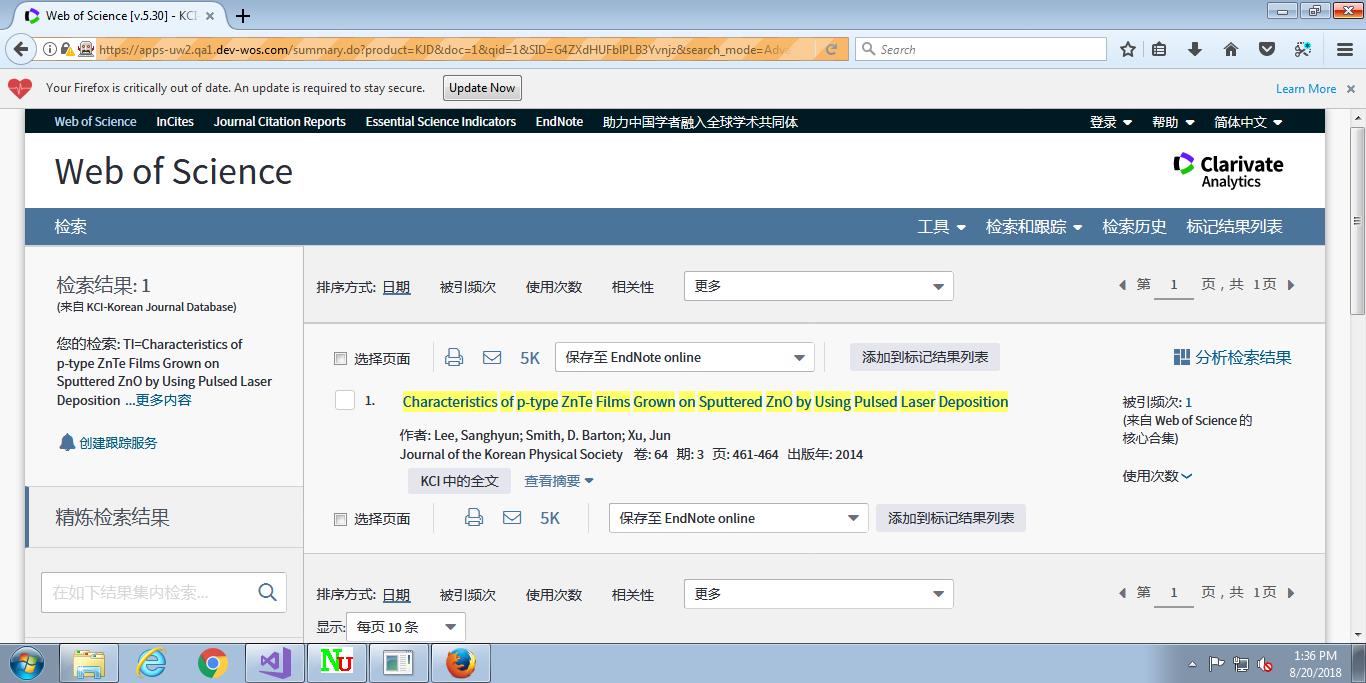 Web of Science [v.5.30] - KCI
https://apps-uw2.qa1.dev-wos.com/summary.do?product=KJD&doc=1&qid=1&SID=G4ZXdHUFbIPLB3Yvnjz&search_mode=Adv
Search
Your Firefox is critically out of date. An update is required to stay secure. Update Now Learn More
Web of Science InCites Journal Citation Reports Essential Science Indicators EndNote 助力中国学者融入全球学术共同体 登录 帮助 简体中文
Web of Science
Clarivate
Analytics
检索 工具 检索和跟踪 检索历史 标记结果列表
检索结果: 1
(来自 KCI-Korean Journal Database)
您的检索: TI=Characteristics of
p-type ZnTe Films Grown on
Sputtered ZnO by Using Pulsed Laser
Deposition ...更多内容
创建跟踪服务
精炼检索结果
在如下结果集内检索...
排序方式: 日期 被引频次 使用次数 相关性 更多 第 1 页 , 共 1 页
选择页面 5K 保存至 EndNote online 添加到标记结果列表 分析检索结果
1. Characteristics of p-type ZnTe Films Grown on Sputtered ZnO by Using Pulsed Laser Deposition
作者: Lee, Sanghyun; Smith, D. Barton; Xu, Jun
Journal of the Korean Physical Society 卷: 64 期: 3 页: 461-464 出版年: 2014
KCI 中的全文 查看摘要
被引频次: 1
(来自 Web of Science 的
核心合集)
使用次数
选择页面 5K 保存至 EndNote online 添加到标记结果列表
排序方式: 日期 被引频次 使用次数 相关性 更多 第 1 页 , 共 1 页
显示: 每页 10 条
Nu
1:36 PM
8/20/2018